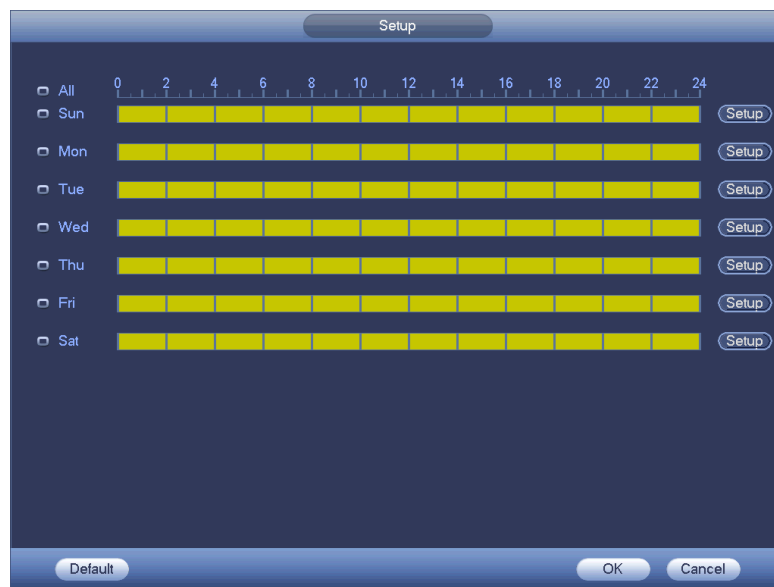 Setup
All 0 2 4 6 8 10 12 14 16 18 20 22 24
Sun Setup
Mon Setup
Tue Setup
Wed Setup
Thu Setup
Fri Setup
Sat Setup
Default OK Cancel